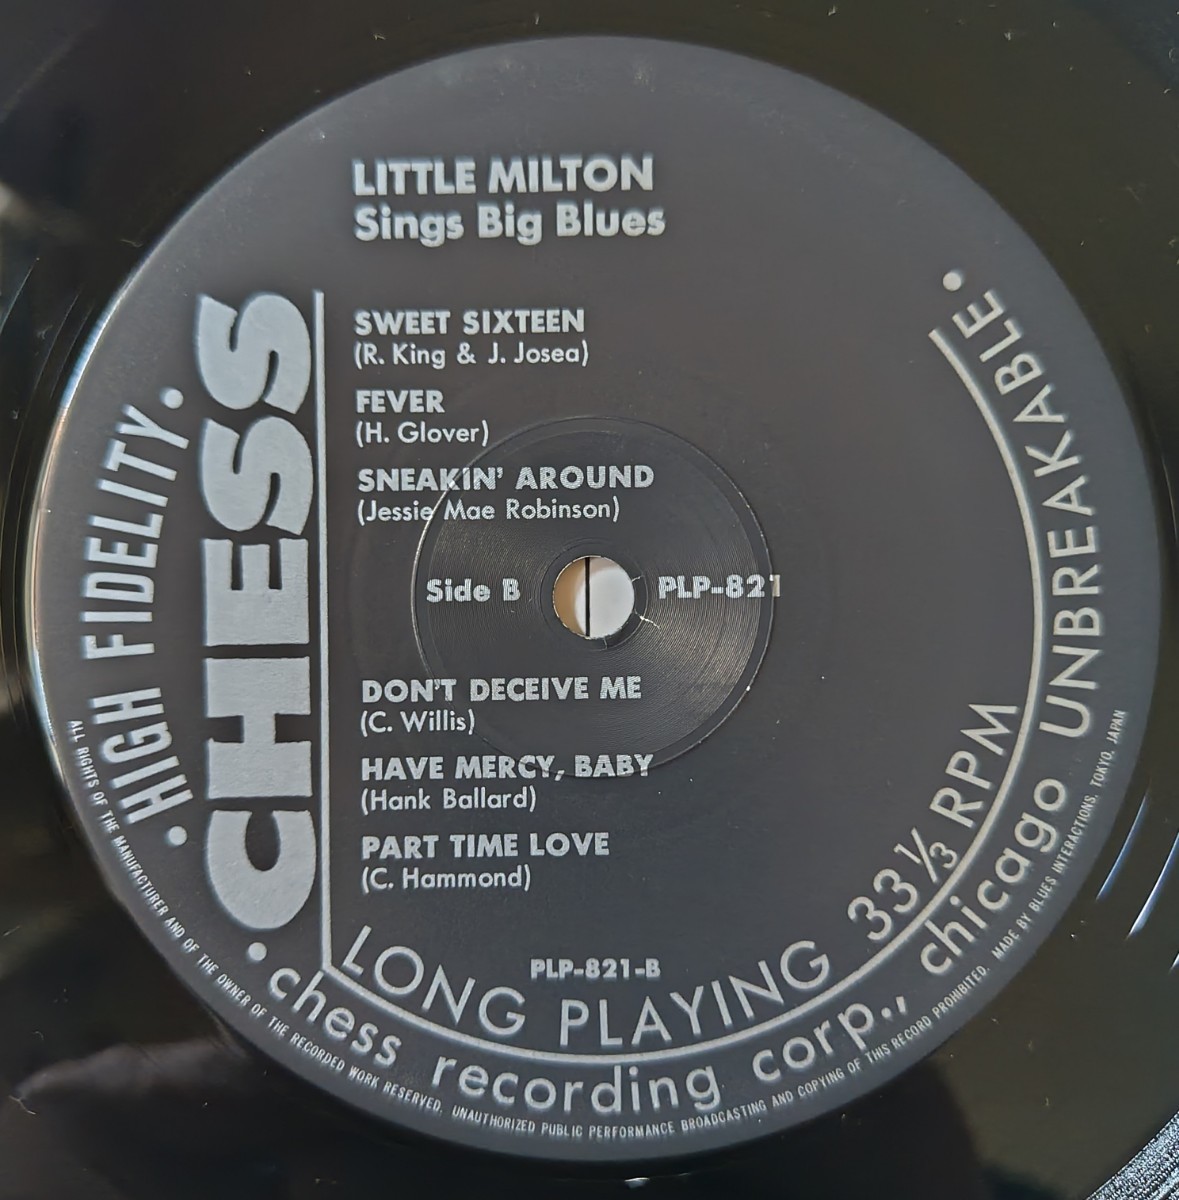 LITTLE MILTON
Sings Big Blues
SWEET SIXTEEN
(R. King & J. Josea)
FEVER
(H. Glover)
SNEAKIN' AROUND
(Jessie Mae Robinson)
Side B PLP-821
DON'T DECEIVE ME
(C. Willis)
HAVE MERCY, BABY
(Hank Ballard)
PART TIME LOVE
(C. Hammond)
PLP-821-B
LONG PLAYING 33⅓ RPM
• HIGH FIDELITY •
CHESS
• chess recording corp., chicago UNBREAKABLE •
ALL RIGHTS OF THE MANUFACTURER AND OF THE OWNER OF THE RECORDED WORK RESERVED. UNAUTHORIZED PUBLIC PERFORMANCE BROADCASTING AND COPYING OF THIS RECORD PROHIBITED. MADE BY BLUES INTERACTIONS, TOKYO, JAPAN